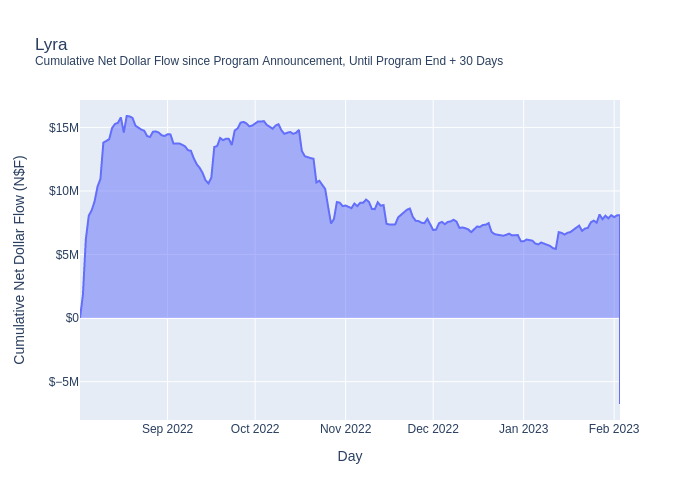 Lyra
Cumulative Net Dollar Flow since Program Announcement, Until Program End + 30 Days
Cumulative Net Dollar Flow (N$F)
$15M
$10M
$5M
$0
$−5M
Sep 2022
Oct 2022
Nov 2022
Dec 2022
Jan 2023
Feb 2023
Day